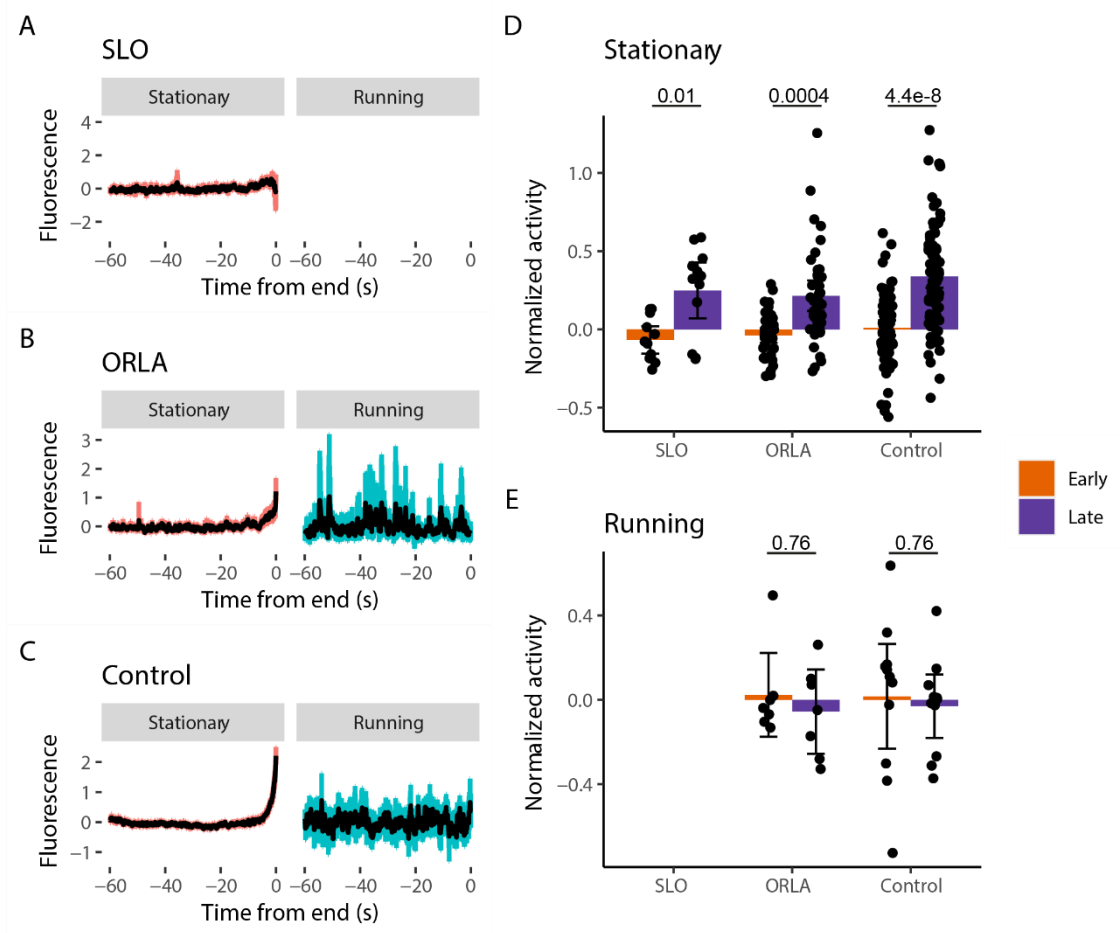 A
SLO
Stationary
Running
Fluorescence
4
2
0
−2
−60
−40
−20
0
−60
−40
−20
0
Time from end (s)
B
ORLA
Stationary
Running
Fluorescence
3
2
1
0
−60
−40
−20
0
−60
−40
−20
0
Time from end (s)
C
Control
Stationary
Running
Fluorescence
2
1
0
−1
−60
−40
−20
0
−60
−40
−20
0
Time from end (s)
D
Stationary
0.01
0.0004
4.4e-8
Normalized activity
1.0
0.5
0.0
−0.5
SLO
ORLA
Control
Early
Late
E
Running
0.76
0.76
Normalized activity
0.4
0.0
−0.4
SLO
ORLA
Control